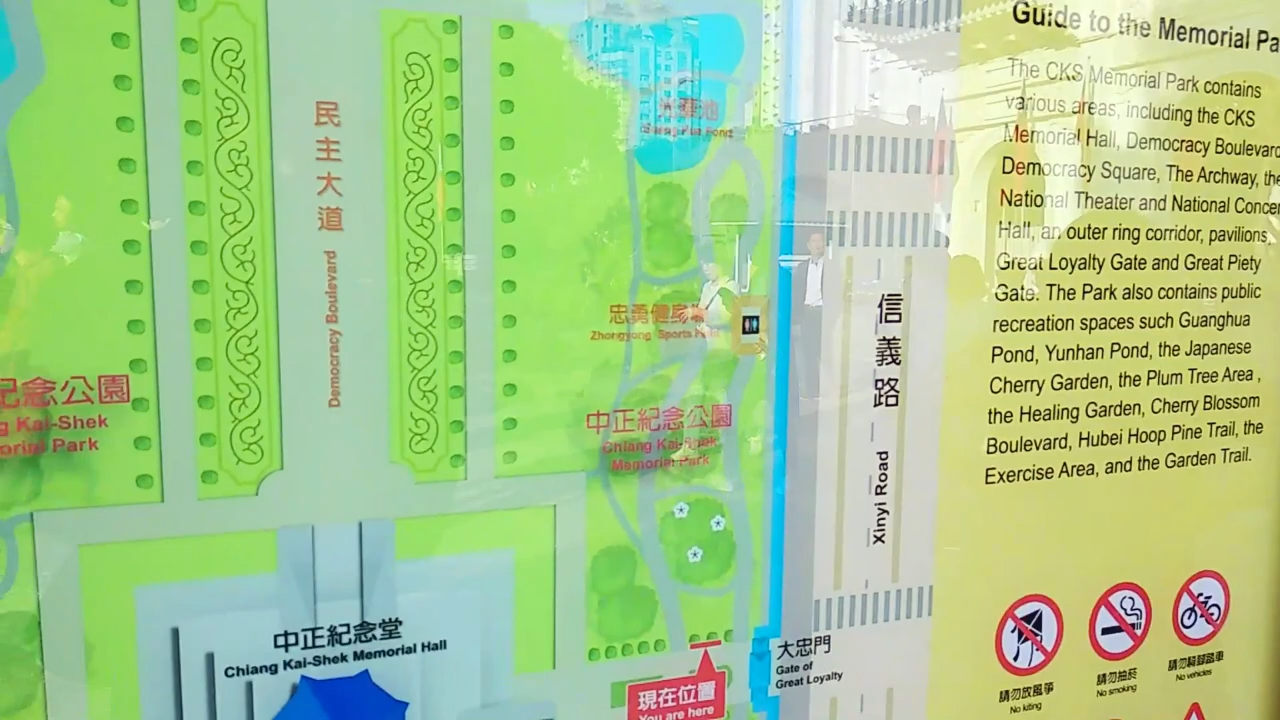 民主大道
Democracy Boulevard
紀念公園
g Kai-Shek
orial Park
Pond
忠勇健身
Zhongyong Sports
中正紀念公園
Chiang Kai-Shek
Memorial Park
信義路
Xinyi Road
中正紀念堂
Chiang Kai-Shek Memorial Hall
大忠門
Gate of
Great Loyalty
現在位置
You are here
Guide to the Memorial Pa
The CKS Memorial Park contains
various areas, including the CKS
Memorial Hall, Democracy Boulevard
Democracy Square, The Archway, the
National Theater and National Concer
Hall, an outer ring corridor, pavilions,
Great Loyalty Gate and Great Piety
Gate. The Park also contains public
recreation spaces such Guanghua
Pond, Yunhan Pond, the Japanese
Cherry Garden, the Plum Tree Area ,
the Healing Garden, Cherry Blossom
Boulevard, Hubei Hoop Pine Trail, the
Exercise Area, and the Garden Trail.
請勿放風箏
No kiting
請勿抽菸
No smoking
請勿騎腳踏車
No vehicles